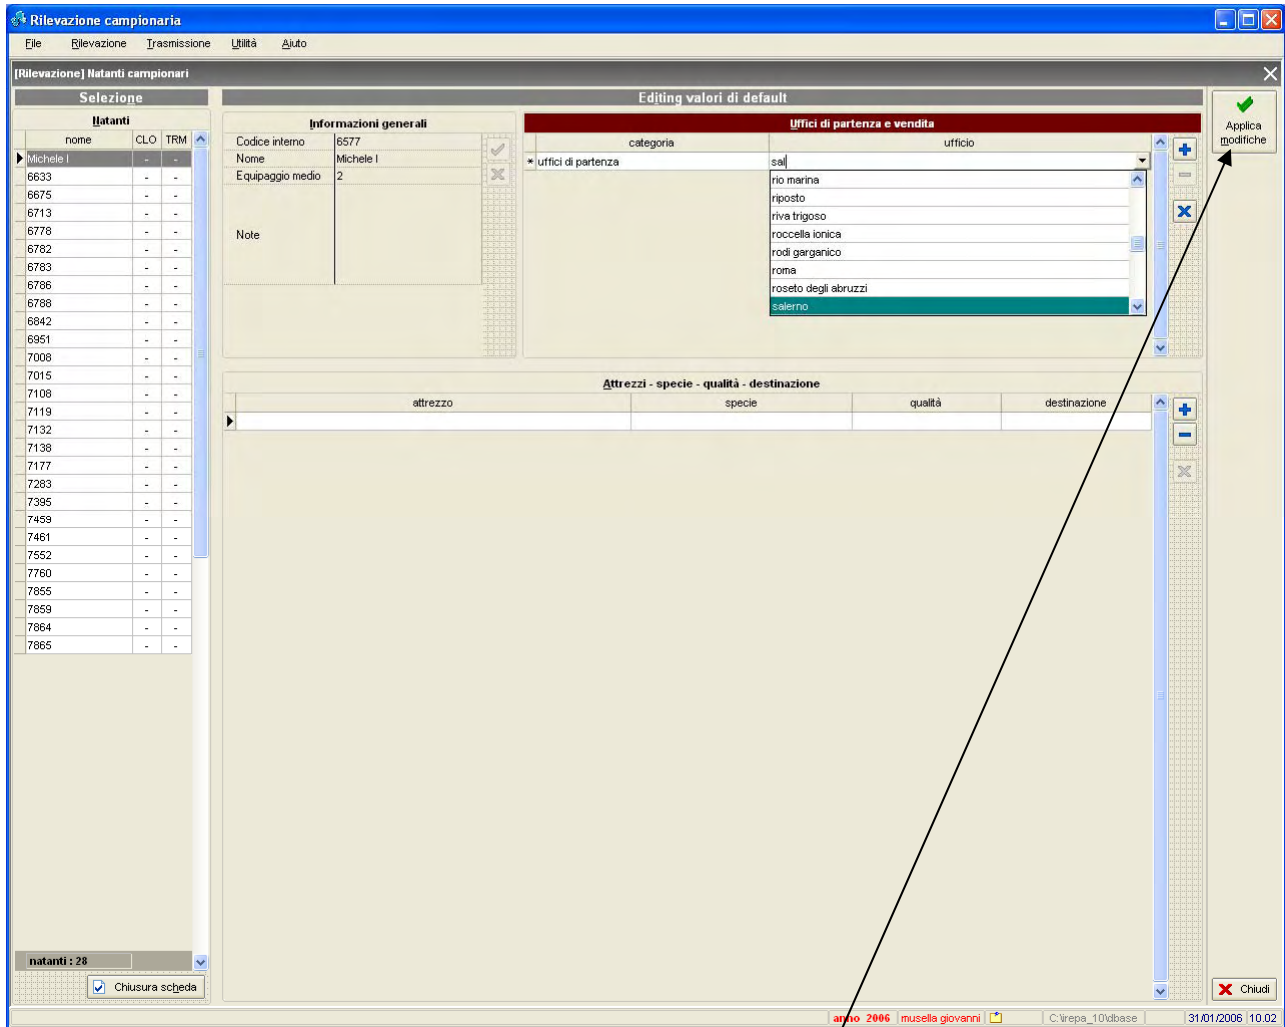 Rilevazione campionaria
File Rilevazione Trasmissione Utilità Aiuto
[Rilevazione] Natanti campionari
Selezione
Natanti
nome CLO TRM
Michele I - -
6633 - -
6675 - -
6713 - -
6778 - -
6782 - -
6783 - -
6786 - -
6788 - -
6842 - -
6951 - -
7008 - -
7015 - -
7108 - -
7119 - -
7132 - -
7138 - -
7177 - -
7283 - -
7395 - -
7459 - -
7461 - -
7552 - -
7760 - -
7855 - -
7859 - -
7864 - -
7865 - -
natanti : 28
Chiusura scheda
Editing valori di default
Informazioni generali
Codice interno 6577
Nome Michele I
Equipaggio medio 2
Note
Uffici di partenza e vendita
categoria ufficio
* uffici di partenza sal
rio marina
riposto
riva trigoso
roccella ionica
rodi garganico
roma
roseto degli abruzzi
salerno
Attrezzi - specie - qualità - destinazione
attrezzo specie qualità destinazione
Applica
modifiche
Chiudi
anno 2006 musella giovanni C:\irepa_10\dbase 31/01/2006 10.02